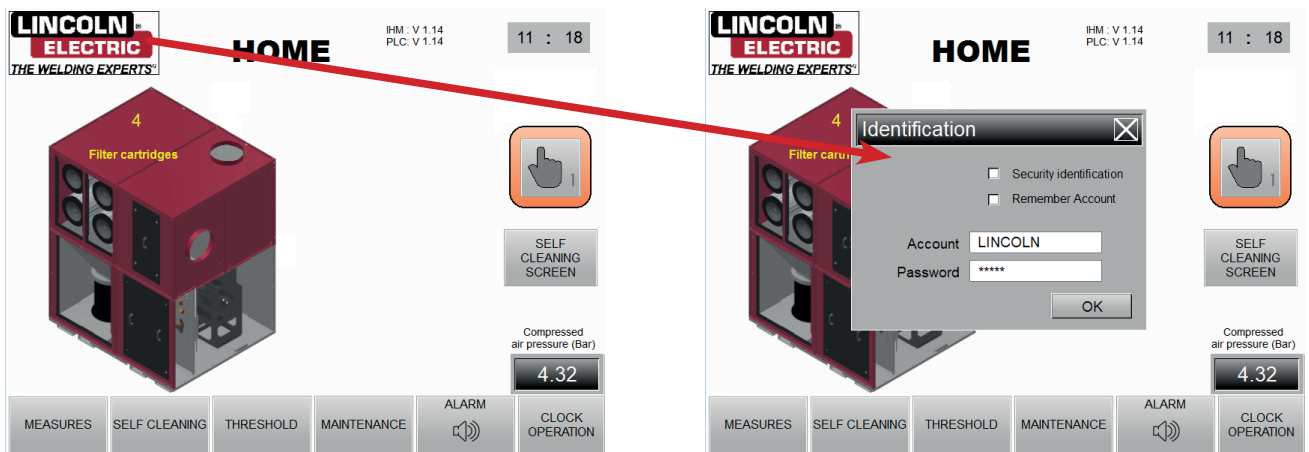 LINCOLN®
ELECTRIC
THE WELDING EXPERTS®
HOME
IHM : V 1.14
PLC: V 1.14
11 : 18
4
Filter cartridges
1
SELF
CLEANING
SCREEN
Compressed
air pressure (Bar)
4.32
MEASURES
SELF CLEANING
THRESHOLD
MAINTENANCE
ALARM
CLOCK
OPERATION
LINCOLN®
ELECTRIC
THE WELDING EXPERTS®
HOME
IHM : V 1.14
PLC: V 1.14
11 : 18
4
Filter cart
Identification
Security identification
Remember Account
Account LINCOLN
Password *****
OK
1
SELF
CLEANING
SCREEN
Compressed
air pressure (Bar)
4.32
MEASURES
SELF CLEANING
THRESHOLD
MAINTENANCE
ALARM
CLOCK
OPERATION